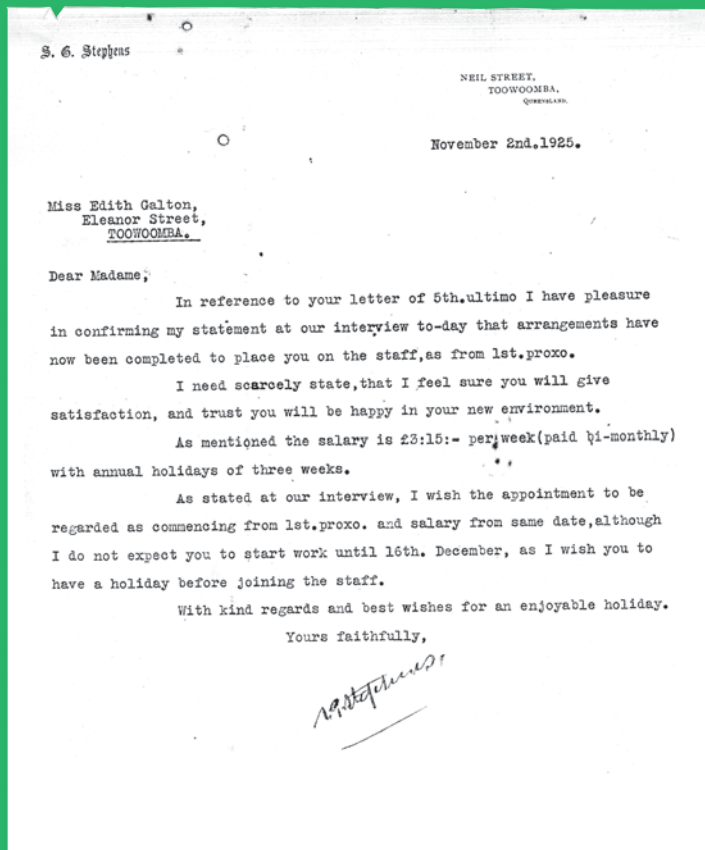 S. G. Stephens
NEIL STREET,
TOOWOOMBA,
QUEENSLAND.
November 2nd.1925.
Miss Edith Galton,
Eleanor Street,
TOOWOOMBA.
Dear Madame,
In reference to your letter of 5th.ultimo I have pleasure
in confirming my statement at our interview to-day that arrangements have
now been completed to place you on the staff,as from 1st.proxo.
I need scarcely state,that I feel sure you will give
satisfaction, and trust you will be happy in your new environment.
As mentioned the salary is £3:15:- per week(paid bi-monthly)
with annual holidays of three weeks.
As stated at our interview, I wish the appointment to be
regarded as commencing from 1st.proxo. and salary from same date,although
I do not expect you to start work until 16th. December, as I wish you to
have a holiday before joining the staff.
With kind regards and best wishes for an enjoyable holiday.
Yours faithfully,
S.G.Stephens.